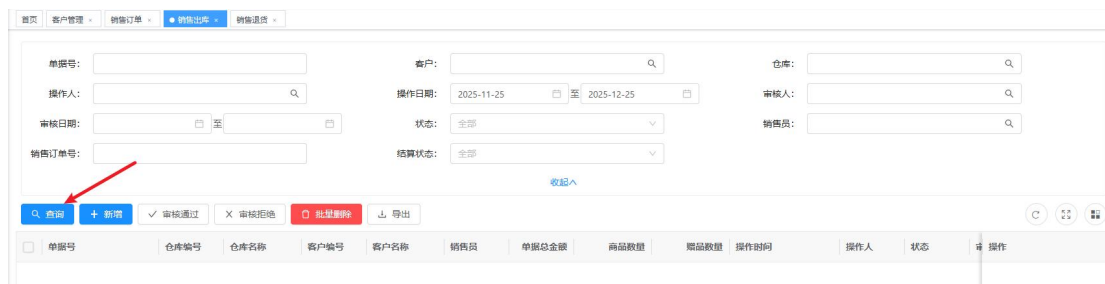 首页 客户管理 × 销售订单 × 销售出库 × 销售退货 ×
单据号: 客户: 仓库:
操作人: 操作日期: 2025-11-25 至 2025-12-25 审核人:
审核日期: 至 状态: 全部 销售员:
销售订单号: 结算状态: 全部
收起
查询 + 新增 审核通过 X 审核拒绝 批量删除 导出
单据号 仓库编号 仓库名称 客户编号 客户名称 销售员 单据总金额 商品数量 赠品数量 操作时间 操作人 状态 操作